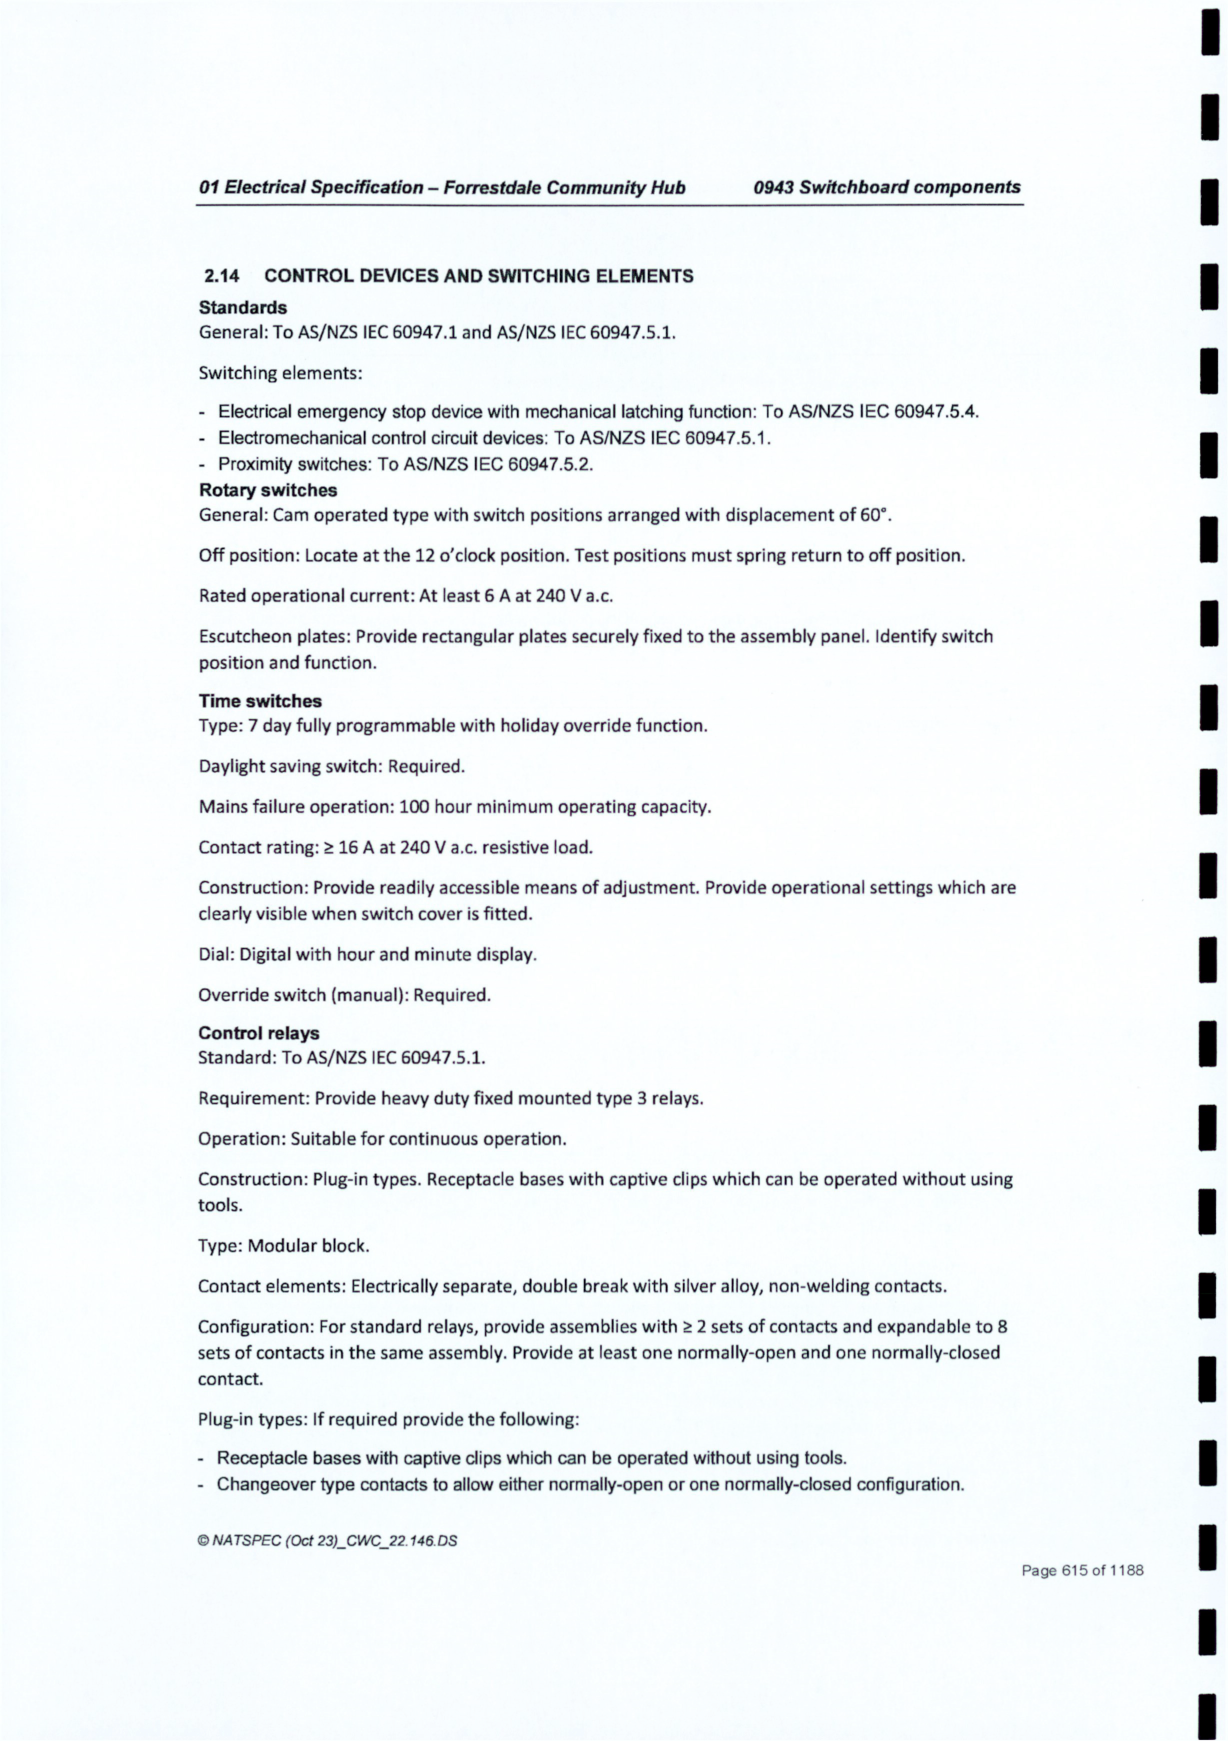 01 Electrical Specification – Forrestdale Community Hub 0943 Switchboard components
2.14 CONTROL DEVICES AND SWITCHING ELEMENTS
Standards
General: To AS/NZS IEC 60947.1 and AS/NZS IEC 60947.5.1.
Switching elements:
- Electrical emergency stop device with mechanical latching function: To AS/NZS IEC 60947.5.4.
- Electromechanical control circuit devices: To AS/NZS IEC 60947.5.1.
- Proximity switches: To AS/NZS IEC 60947.5.2.
Rotary switches
General: Cam operated type with switch positions arranged with displacement of 60°.
Off position: Locate at the 12 o'clock position. Test positions must spring return to off position.
Rated operational current: At least 6 A at 240 V a.c.
Escutcheon plates: Provide rectangular plates securely fixed to the assembly panel. Identify switch
position and function.
Time switches
Type: 7 day fully programmable with holiday override function.
Daylight saving switch: Required.
Mains failure operation: 100 hour minimum operating capacity.
Contact rating: ≥ 16 A at 240 V a.c. resistive load.
Construction: Provide readily accessible means of adjustment. Provide operational settings which are
clearly visible when switch cover is fitted.
Dial: Digital with hour and minute display.
Override switch (manual): Required.
Control relays
Standard: To AS/NZS IEC 60947.5.1.
Requirement: Provide heavy duty fixed mounted type 3 relays.
Operation: Suitable for continuous operation.
Construction: Plug-in types. Receptacle bases with captive clips which can be operated without using
tools.
Type: Modular block.
Contact elements: Electrically separate, double break with silver alloy, non-welding contacts.
Configuration: For standard relays, provide assemblies with ≥ 2 sets of contacts and expandable to 8
sets of contacts in the same assembly. Provide at least one normally-open and one normally-closed
contact.
Plug-in types: If required provide the following:
- Receptacle bases with captive clips which can be operated without using tools.
- Changeover type contacts to allow either normally-open or one normally-closed configuration.
© NATSPEC (Oct 23)_CWC_22.146.DS
Page 615 of 1188